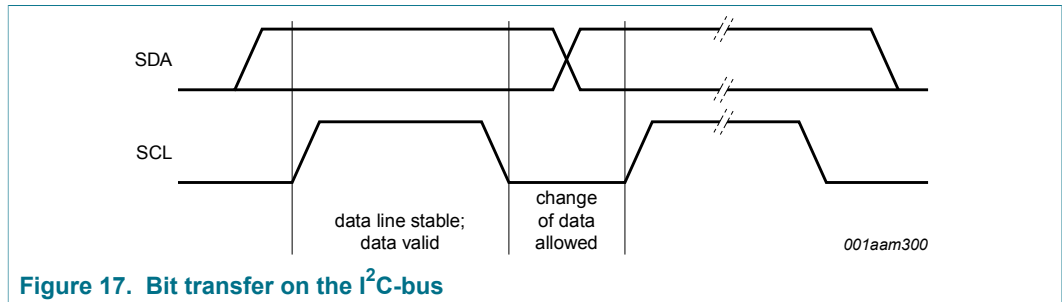 SDA
SCL
data line stable;
data valid
change
of data
allowed
001aam300
Figure 17. Bit transfer on the I²C-bus